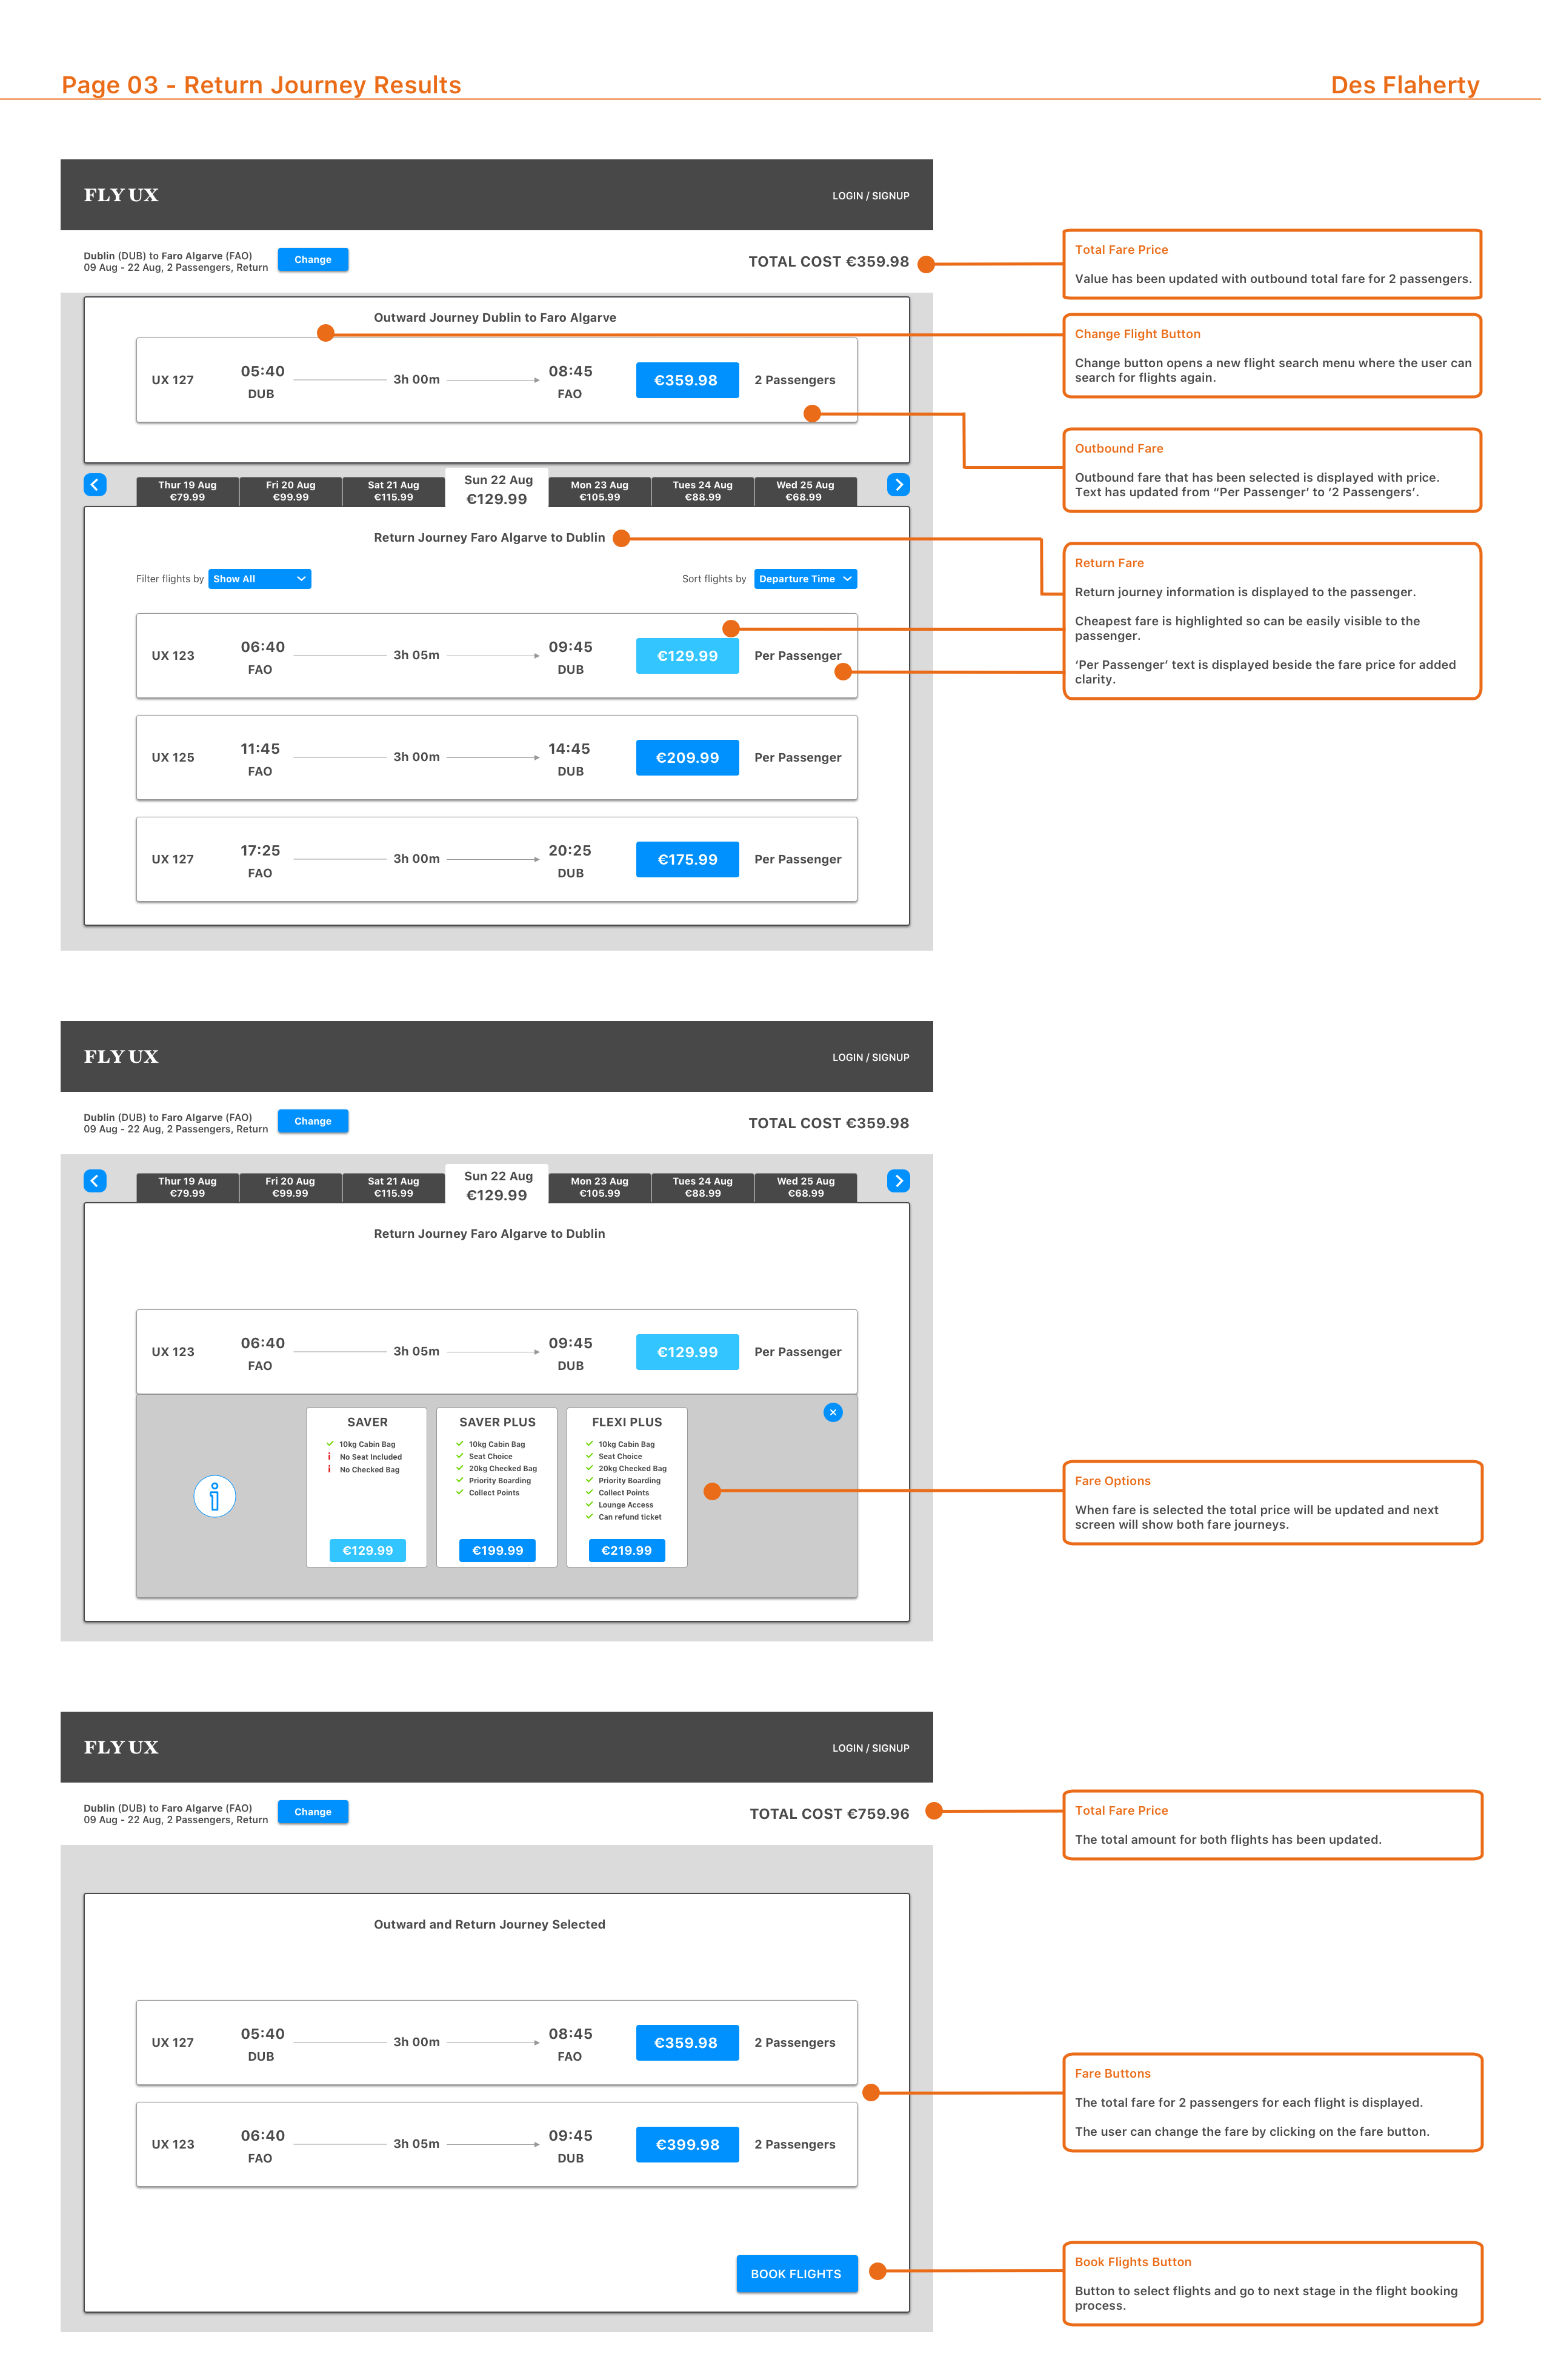 Page 03 - Return Journey Results
Des Flaherty
FLY UX
LOGIN / SIGNUP
Dublin (DUB) to Faro Algarve (FAO)
09 Aug - 22 Aug, 2 Passengers, Return
Change
TOTAL COST €359.98
Total Fare Price
Value has been updated with outbound total fare for 2 passengers.
Outward Journey Dublin to Faro Algarve
UX 127
05:40
DUB
3h 00m
08:45
FAO
€359.98
2 Passengers
Change Flight Button
Change button opens a new flight search menu where the user can
search for flights again.
Outbound Fare
Outbound fare that has been selected is displayed with price.
Text has updated from “Per Passenger’ to ‘2 Passengers’.
Thur 19 Aug
€79.99
Fri 20 Aug
€99.99
Sat 21 Aug
€115.99
Sun 22 Aug
€129.99
Mon 23 Aug
€105.99
Tues 24 Aug
€88.99
Wed 25 Aug
€68.99
Return Journey Faro Algarve to Dublin
Filter flights by
Show All
Sort flights by
Departure Time
UX 123
06:40
FAO
3h 05m
09:45
DUB
€129.99
Per Passenger
UX 125
11:45
FAO
3h 00m
14:45
DUB
€209.99
Per Passenger
UX 127
17:25
FAO
3h 00m
20:25
DUB
€175.99
Per Passenger
Return Fare
Return journey information is displayed to the passenger.
Cheapest fare is highlighted so can be easily visible to the
passenger.
‘Per Passenger’ text is displayed beside the fare price for added
clarity.
FLY UX
LOGIN / SIGNUP
Dublin (DUB) to Faro Algarve (FAO)
09 Aug - 22 Aug, 2 Passengers, Return
Change
TOTAL COST €359.98
Thur 19 Aug
€79.99
Fri 20 Aug
€99.99
Sat 21 Aug
€115.99
Sun 22 Aug
€129.99
Mon 23 Aug
€105.99
Tues 24 Aug
€88.99
Wed 25 Aug
€68.99
Return Journey Faro Algarve to Dublin
UX 123
06:40
FAO
3h 05m
09:45
DUB
€129.99
Per Passenger
SAVER
10kg Cabin Bag
No Seat Included
No Checked Bag
€129.99
SAVER PLUS
10kg Cabin Bag
Seat Choice
20kg Checked Bag
Priority Boarding
Collect Points
€199.99
FLEXI PLUS
10kg Cabin Bag
Seat Choice
20kg Checked Bag
Priority Boarding
Collect Points
Lounge Access
Can refund ticket
€219.99
Fare Options
When fare is selected the total price will be updated and next
screen will show both fare journeys.
FLY UX
LOGIN / SIGNUP
Dublin (DUB) to Faro Algarve (FAO)
09 Aug - 22 Aug, 2 Passengers, Return
Change
TOTAL COST €759.96
Total Fare Price
The total amount for both flights has been updated.
Outward and Return Journey Selected
UX 127
05:40
DUB
3h 00m
08:45
FAO
€359.98
2 Passengers
UX 123
06:40
FAO
3h 05m
09:45
DUB
€399.98
2 Passengers
Fare Buttons
The total fare for 2 passengers for each flight is displayed.
The user can change the fare by clicking on the fare button.
BOOK FLIGHTS
Book Flights Button
Button to select flights and go to next stage in the flight booking
process.